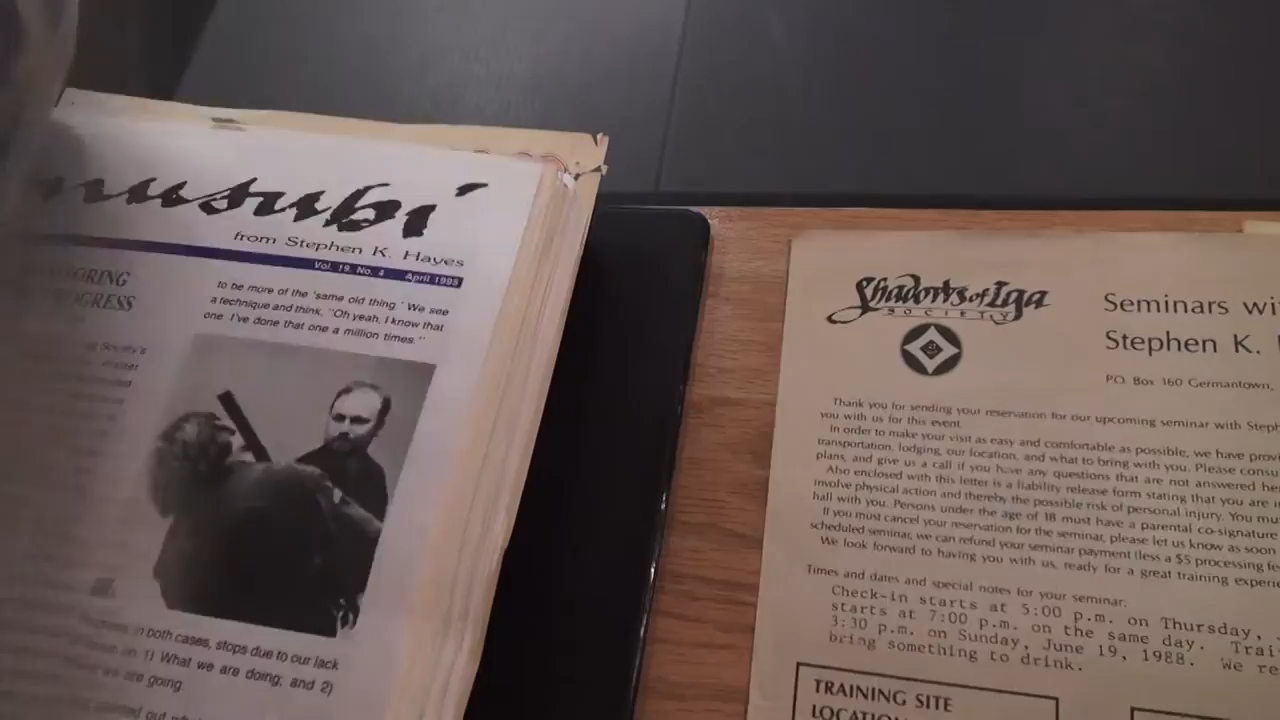 musubi
from Stephen K. Hayes
Vol. 19, No. 4 April 1998
ORING
OGRESS
to be more of the 'same old thing.' We see
a technique and think, "Oh yeah, I know that
one. I've done that one a million times."
Society's
in both cases, stops due to our lack
on 1) What we are doing; and 2)
we are going
out
Shadows of Iga
SOCIETY
Seminars wi
Stephen K.
P.O. Box 160 Germantown,
Thank you for sending your reservation for our upcoming seminar with Steph
you with us for this event.
In order to make your visit as easy and comfortable as possible, we have provi
transportation, lodging, our location, and what to bring with you. Please consu
plans, and give us a call if you have any questions that are not answered he
Also enclosed with this letter is a liability release form stating that you are i
involve physical action and thereby the possible risk of personal injury. You mu
hall with you. Persons under the age of 18 must have a parental co-signature
If you must cancel your reservation for the seminar, please let us know as soon
scheduled seminar, we can refund your seminar payment (less a $5 processing fe
We look forward to having you with us, ready for a great training experie
Times and dates and special notes for your seminar:
Check-in starts at 5:00 p.m. on Thursday,
starts at 7:00 p.m. on the same day. Trai
3:30 p.m. on Sunday, June 19, 1988. We re
bring something to drink.
TRAINING SITE
LOCATION